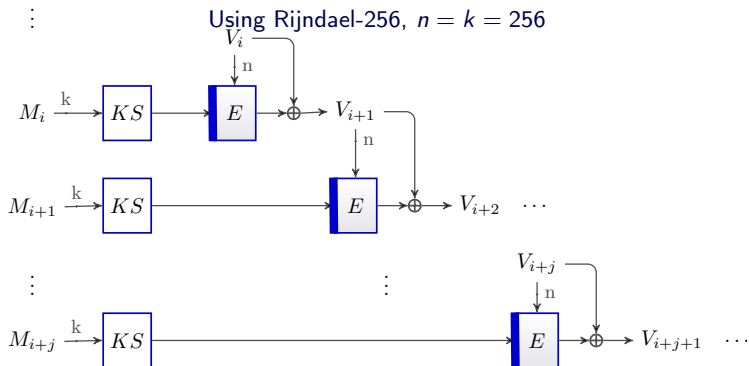 Using Rijndael-256, n = k = 256
⋮
V_i
n
M_i k KS E ⊕ V_{i+1}
n
M_{i+1} k KS E ⊕ V_{i+2} ⋯
V_{i+j}
⋮ ⋮
n
M_{i+j} k KS E ⊕ V_{i+j+1} ⋯